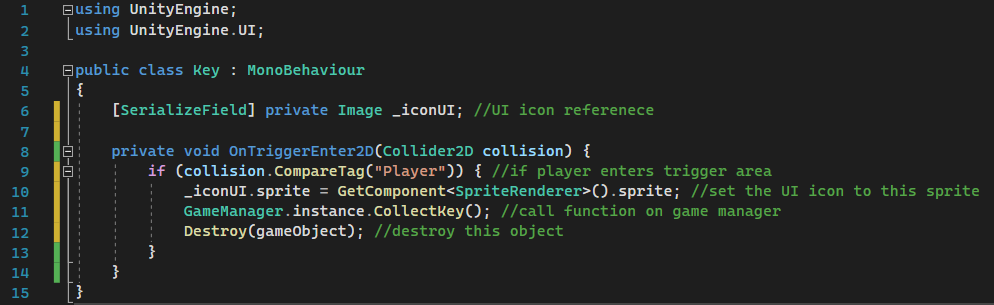 1 using UnityEngine;
2 using UnityEngine.UI;
3
4 public class Key : MonoBehaviour
5 {
6 [SerializeField] private Image _iconUI; //UI icon referenece
7
8 private void OnTriggerEnter2D(Collider2D collision) {
9 if (collision.CompareTag("Player")) { //if player enters trigger area
10 _iconUI.sprite = GetComponent<SpriteRenderer>().sprite; //set the UI icon to this sprite
11 GameManager.instance.CollectKey(); //call function on game manager
12 Destroy(gameObject); //destroy this object
13 }
14 }
15 }